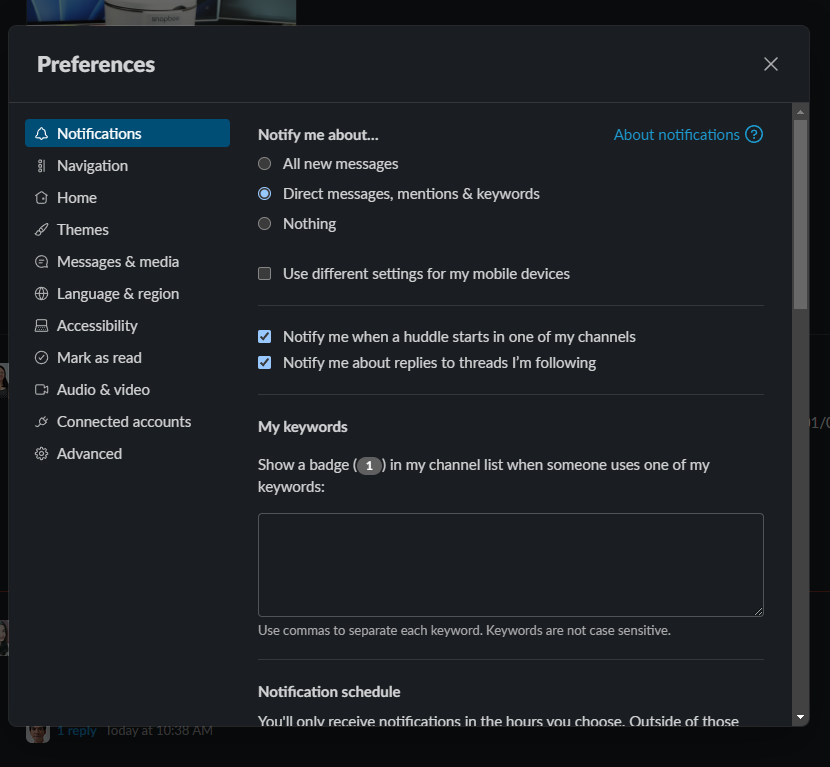 snapbox
Preferences
Notifications
Navigation
Home
Themes
Messages & media
Language & region
Accessibility
Mark as read
Audio & video
Connected accounts
Advanced
Notify me about...
About notifications ?
All new messages
Direct messages, mentions & keywords
Nothing
Use different settings for my mobile devices
Notify me when a huddle starts in one of my channels
Notify me about replies to threads I’m following
My keywords
Show a badge (1) in my channel list when someone uses one of my
keywords:
Use commas to separate each keyword. Keywords are not case sensitive.
Notification schedule
You'll only receive notifications in the hours you choose. Outside of those
1 reply Today at 10:38 AM